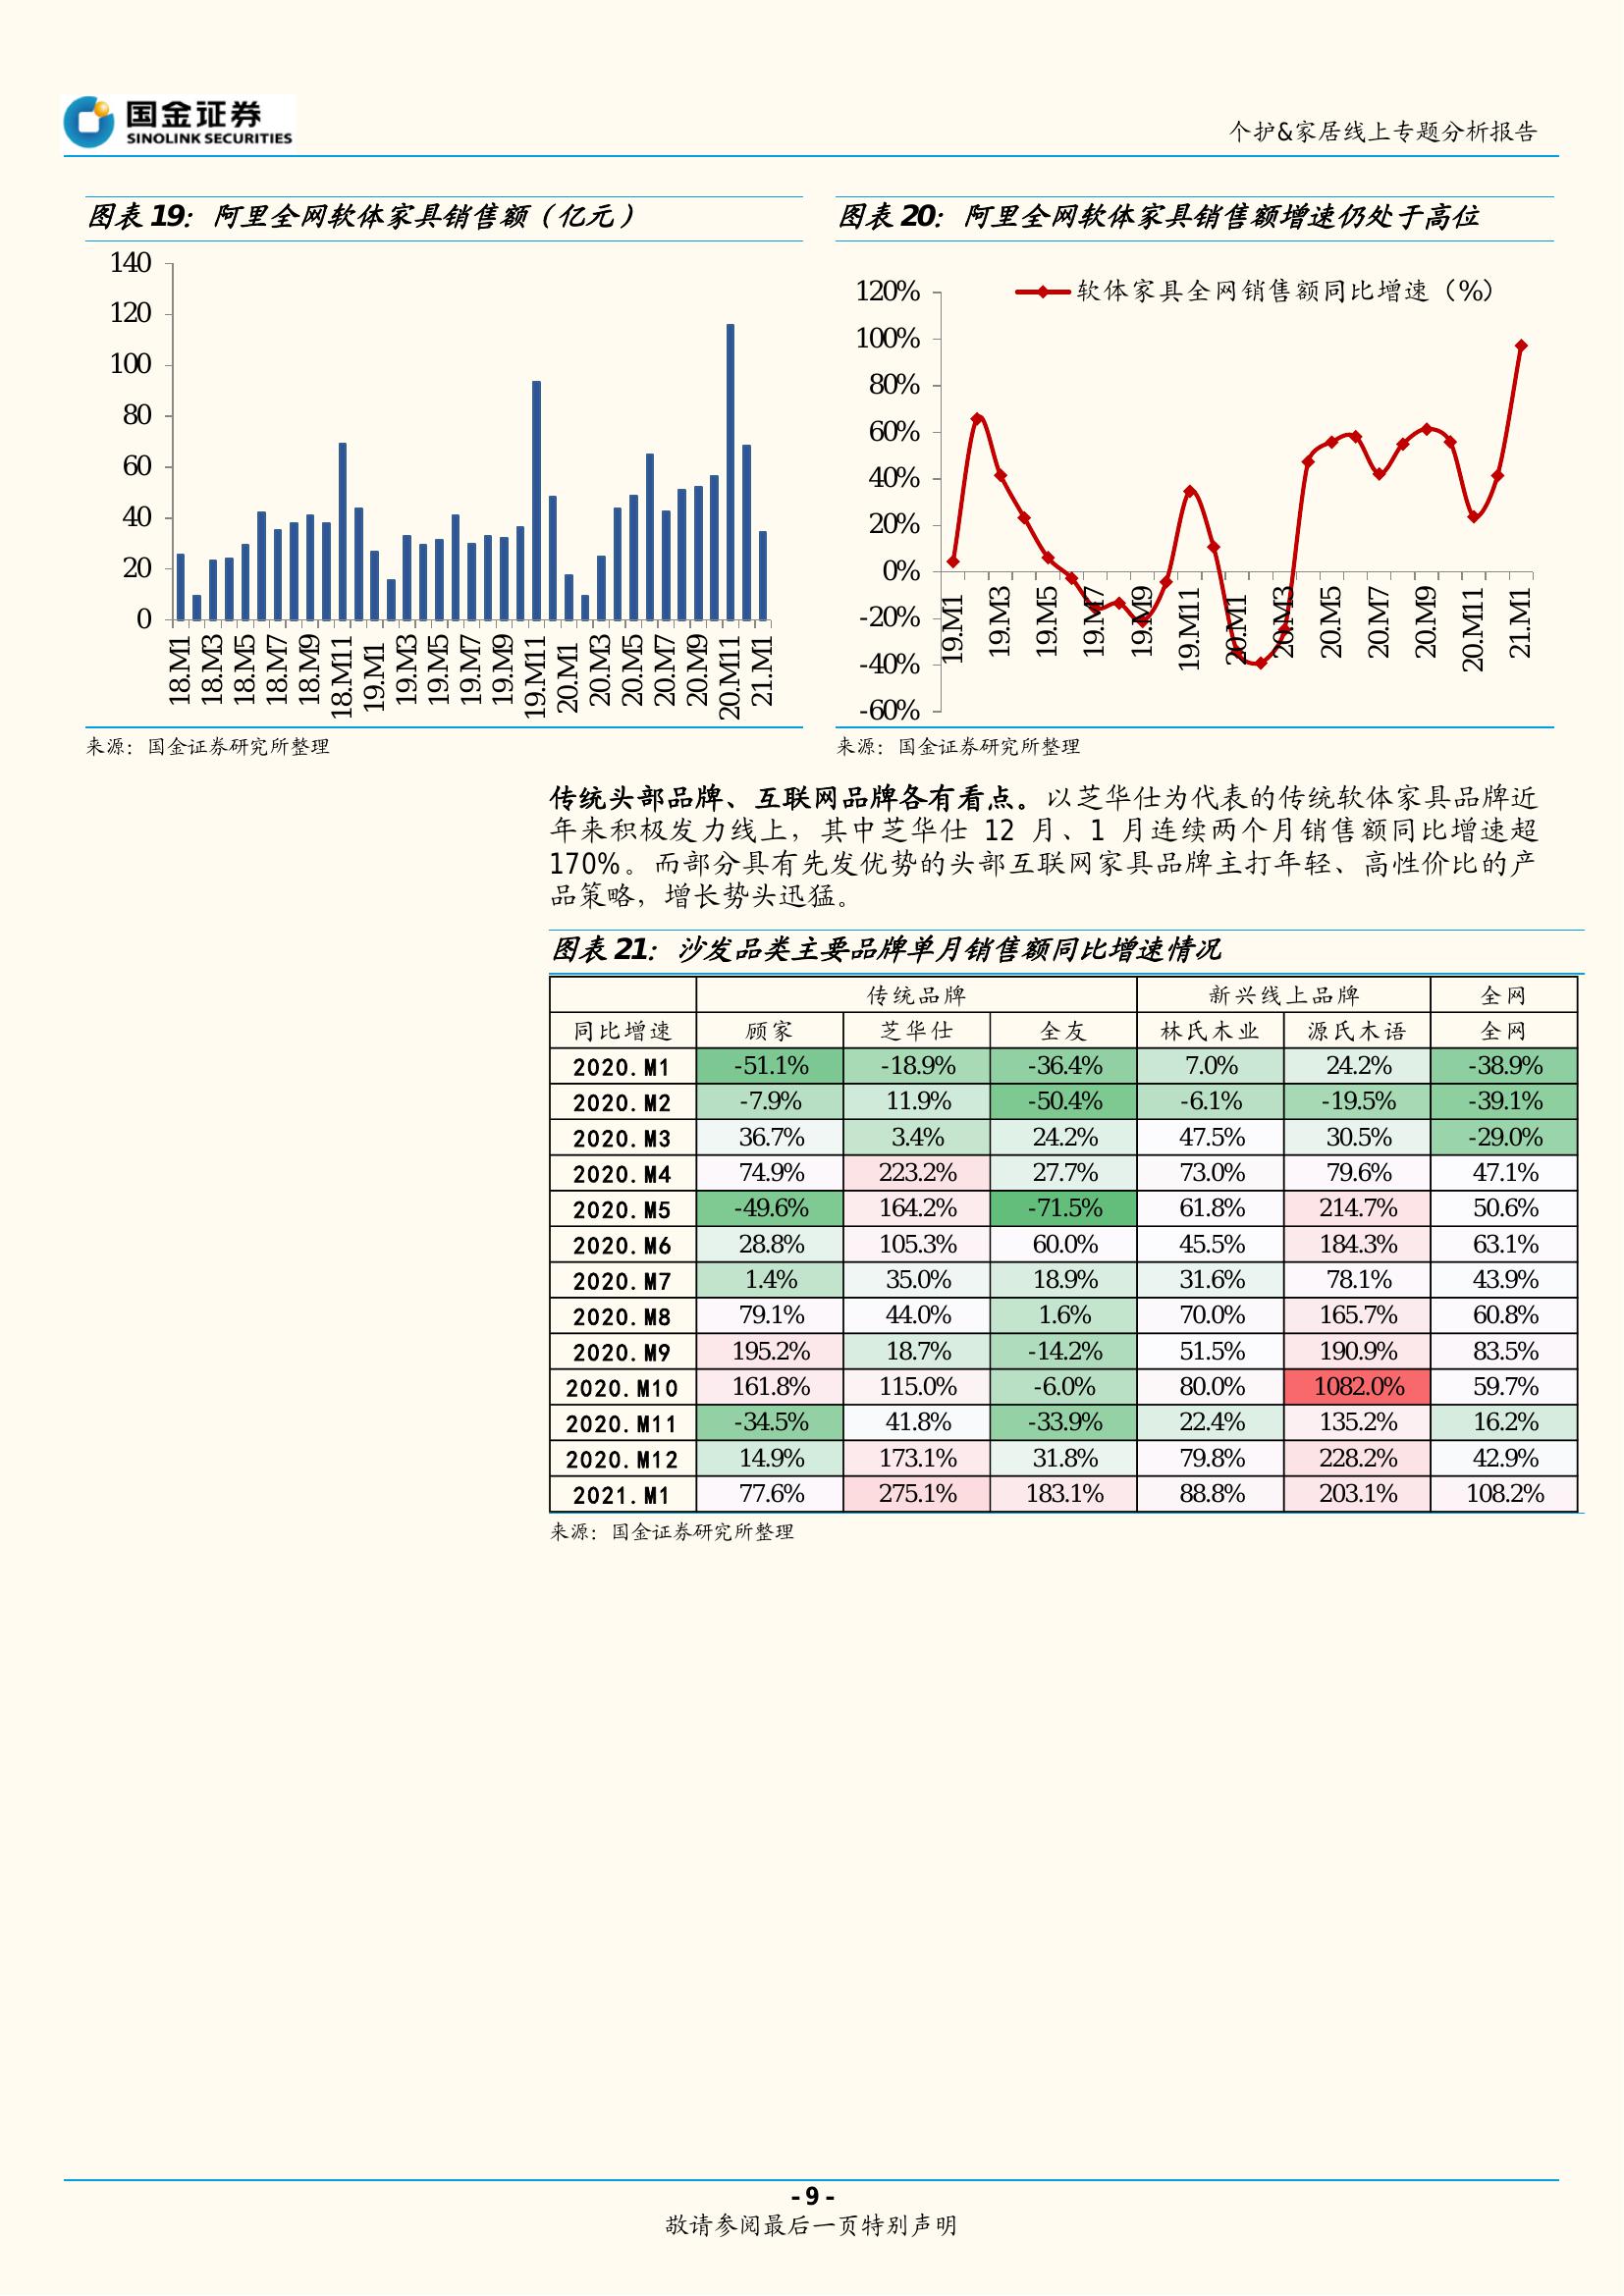 国金证券
SINOLINK SECURITIES
个护&家居线上专题分析报告
图表19：阿里全网软体家具销售额（亿元）
140
120
100
80
60
40
20
0
18.M1
18.M3
18.M5
18.M7
18.M9
18.M11
19.M1
19.M3
19.M5
19.M7
19.M9
19.M11
20.M1
20.M3
20.M5
20.M7
20.M9
20.M11
21.M1
来源：国金证券研究所整理
图表20：阿里全网软体家具销售额增速仍处于高位
软体家具全网销售额同比增速（%）
120%
100%
80%
60%
40%
20%
0%
-20%
-40%
-60%
19.M1
19.M3
19.M5
19.M7
19.M9
19.M11
20.M1
20.M3
20.M5
20.M7
20.M9
20.M11
21.M1
来源：国金证券研究所整理
传统头部品牌、互联网品牌各有看点。以芝华仕为代表的传统软体家具品牌近
年来积极发力线上，其中芝华仕 12 月、1 月连续两个月销售额同比增速超
170%。而部分具有先发优势的头部互联网家具品牌主打年轻、高性价比的产
品策略，增长势头迅猛。
图表21：沙发品类主要品牌单月销售额同比增速情况
传统品牌 新兴线上品牌 全网
同比增速 顾家 芝华仕 全友 林氏木业 源氏木语 全网
2020.M1 -51.1% -18.9% -36.4% 7.0% 24.2% -38.9%
2020.M2 -7.9% 11.9% -50.4% -6.1% -19.5% -39.1%
2020.M3 36.7% 3.4% 24.2% 47.5% 30.5% -29.0%
2020.M4 74.9% 223.2% 27.7% 73.0% 79.6% 47.1%
2020.M5 -49.6% 164.2% -71.5% 61.8% 214.7% 50.6%
2020.M6 28.8% 105.3% 60.0% 45.5% 184.3% 63.1%
2020.M7 1.4% 35.0% 18.9% 31.6% 78.1% 43.9%
2020.M8 79.1% 44.0% 1.6% 70.0% 165.7% 60.8%
2020.M9 195.2% 18.7% -14.2% 51.5% 190.9% 83.5%
2020.M10 161.8% 115.0% -6.0% 80.0% 1082.0% 59.7%
2020.M11 -34.5% 41.8% -33.9% 22.4% 135.2% 16.2%
2020.M12 14.9% 173.1% 31.8% 79.8% 228.2% 42.9%
2021.M1 77.6% 275.1% 183.1% 88.8% 203.1% 108.2%
来源：国金证券研究所整理
- 9 -
敬请参阅最后一页特别声明